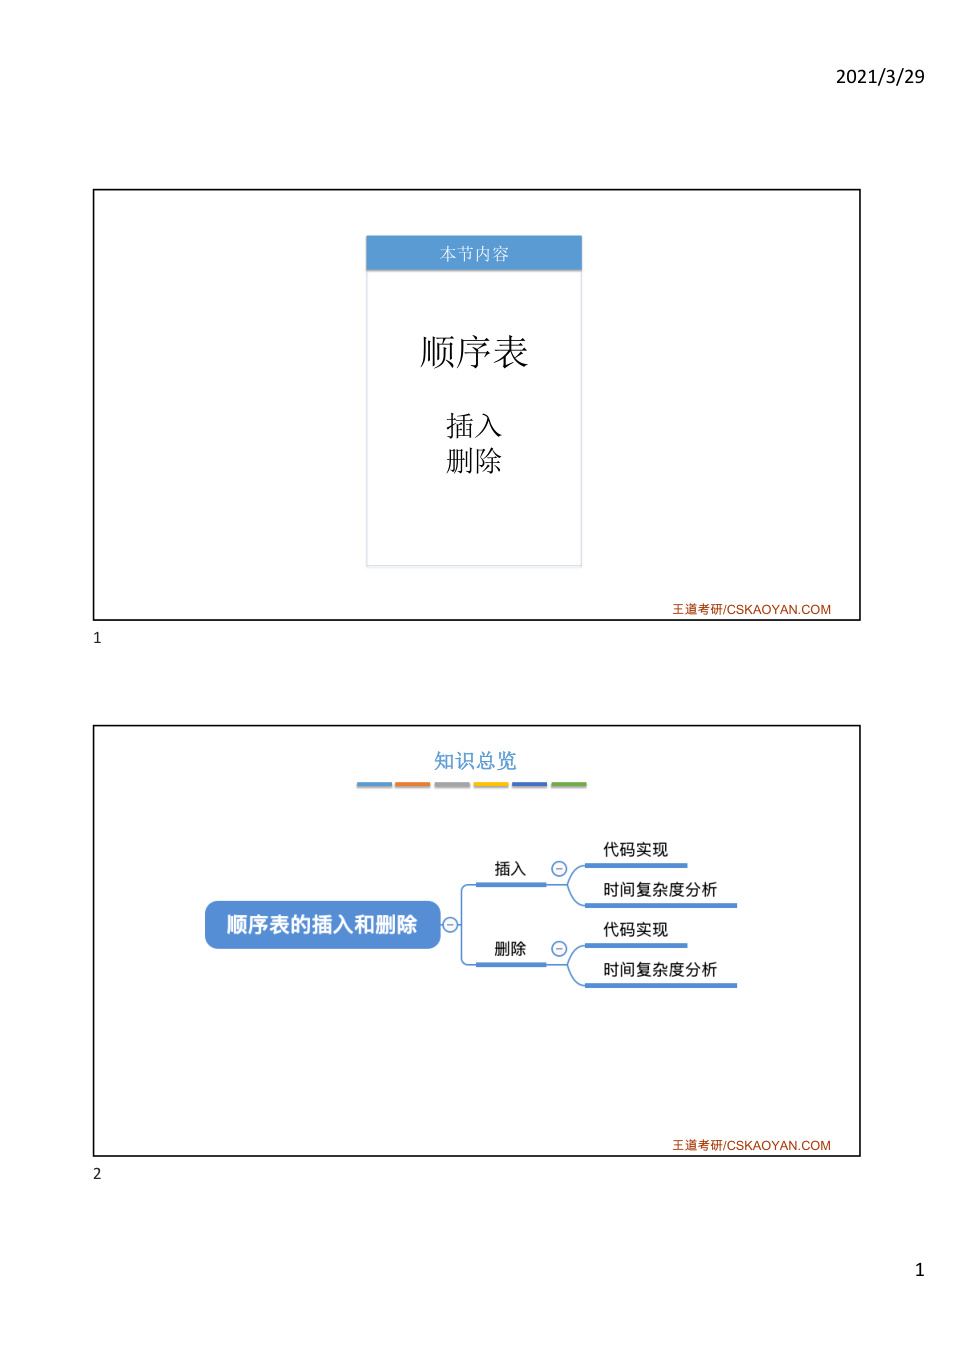 2021/3/29
本节内容
顺序表
插入
删除
王道考研/CSKAOYAN.COM
1
知识总览
顺序表的插入和删除
插入
代码实现
时间复杂度分析
删除
代码实现
时间复杂度分析
王道考研/CSKAOYAN.COM
2
1